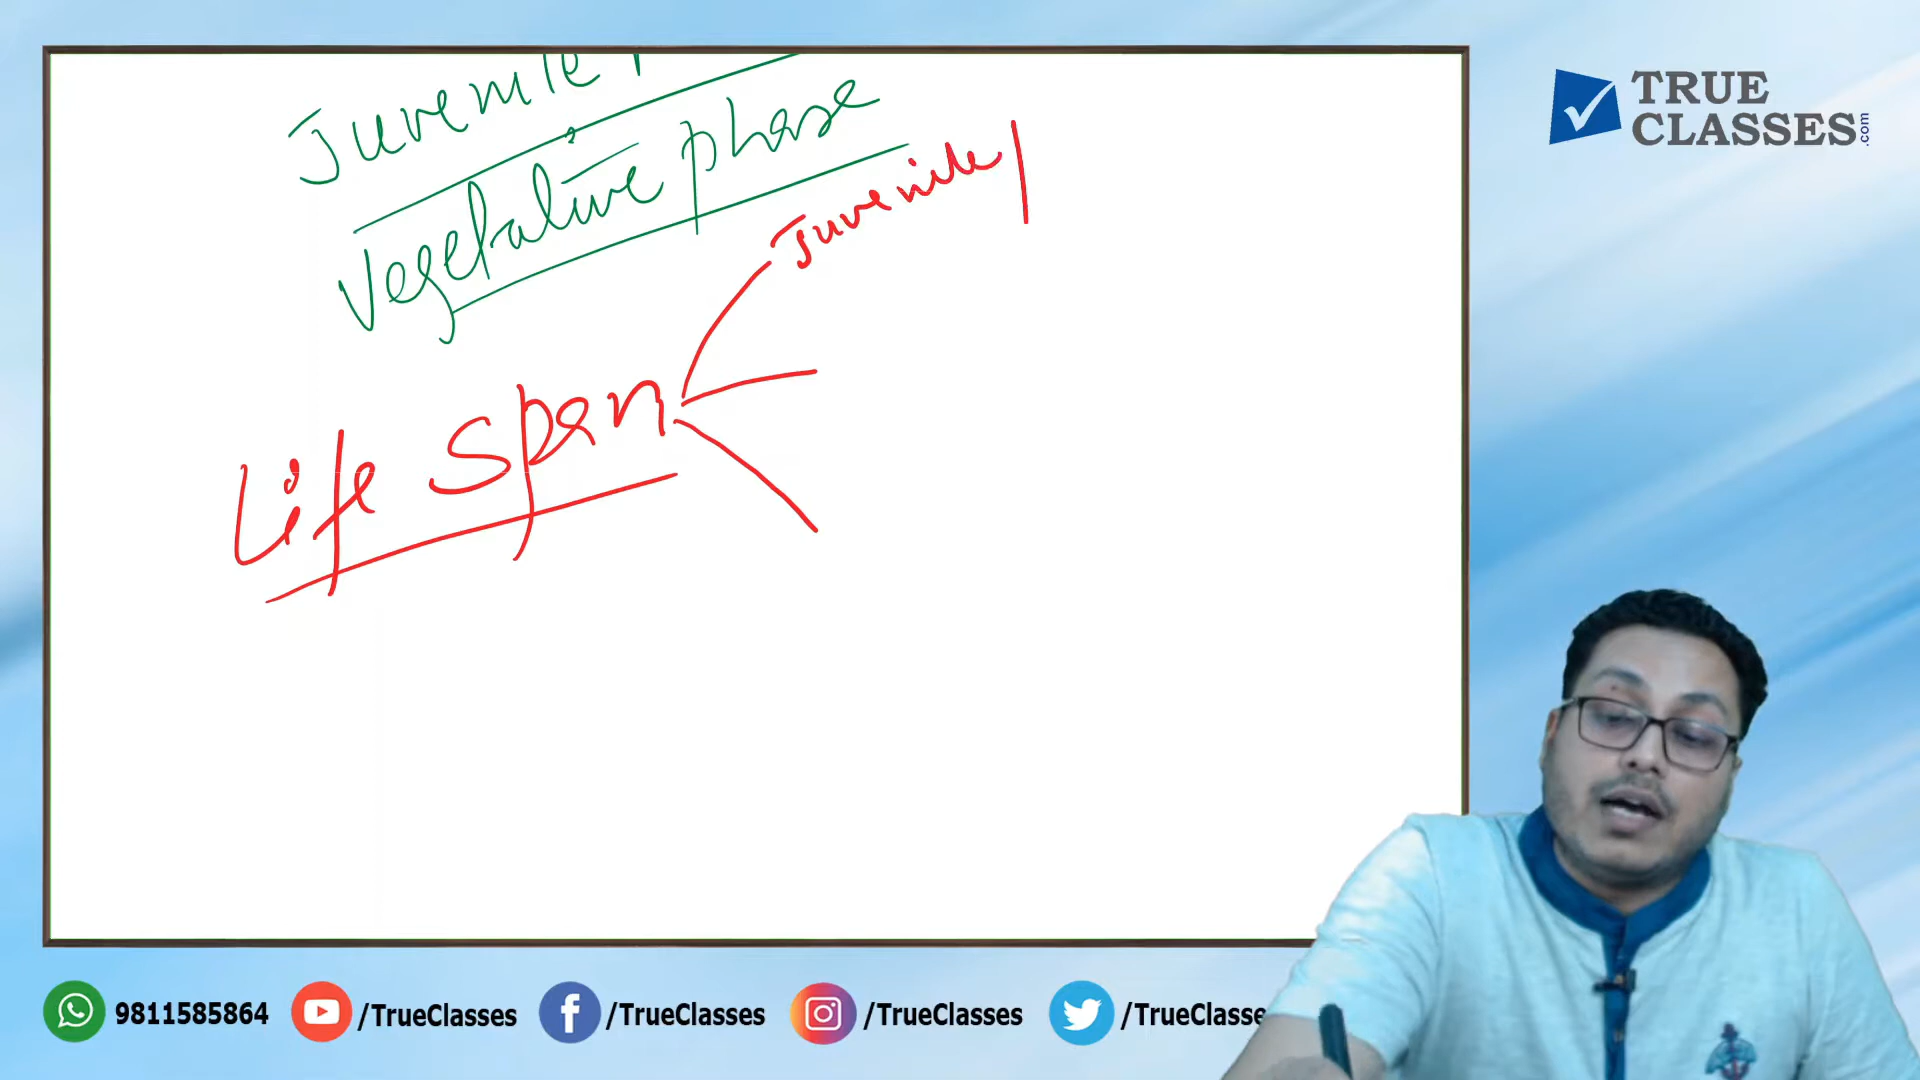 Juvenile
Vegetative phase
Juvenile
Life Span
TRUE
CLASSES.com
9811585864
/TrueClasses
/TrueClasses
/TrueClasses
/TrueClasse